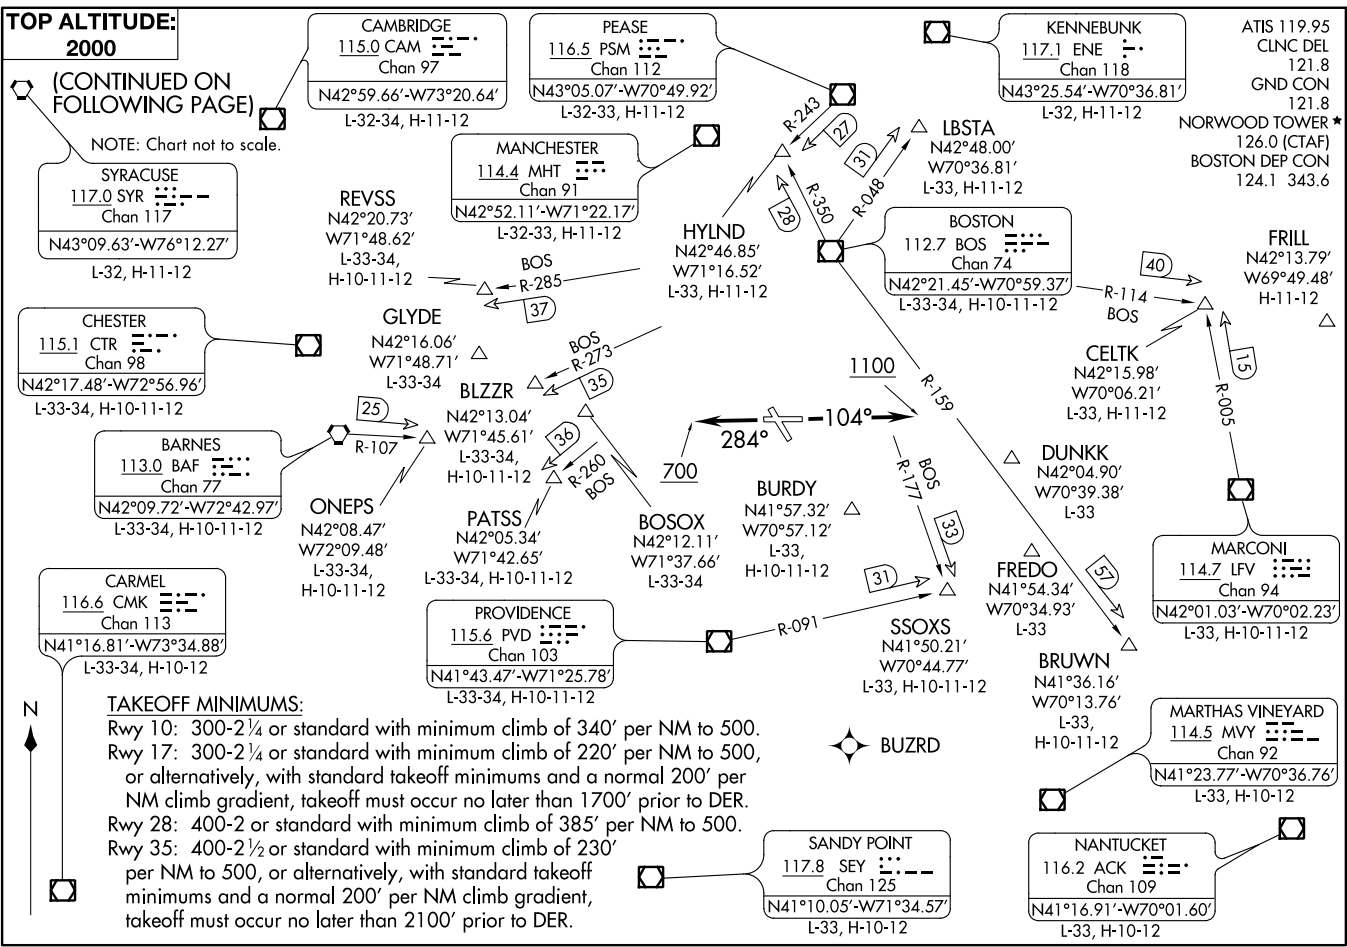 TOP ALTITUDE:
2000
(CONTINUED ON
FOLLOWING PAGE)
NOTE: Chart not to scale.
CAMBRIDGE
115.0 CAM
Chan 97
N42°59.66’-W73°20.64’
L-32-34, H-11-12
PEASE
116.5 PSM
Chan 112
N43°05.07’-W70°49.92’
L-32-33, H-11-12
KENNEBUNK
117.1 ENE
Chan 118
N43°25.54’-W70°36.81’
L-32, H-11-12
ATIS 119.95
CLNC DEL
121.8
GND CON
121.8
NORWOOD TOWER★
126.0 (CTAF)
BOSTON DEP CON
124.1 343.6
SYRACUSE
117.0 SYR
Chan 117
N43°09.63’-W76°12.27’
L-32, H-11-12
MANCHESTER
114.4 MHT
Chan 91
N42°52.11’-W71°22.17’
L-32-33, H-11-12
R-243
27
31
R-048
R-350
28
LBSTA
N42°48.00’
W70°36.81’
L-33, H-11-12
REVSS
N42°20.73’
W71°48.62’
L-33-34,
H-10-11-12
HYLND
N42°46.85’
W71°16.52’
L-33, H-11-12
BOSTON
112.7 BOS
Chan 74
N42°21.45’-W70°59.37’
L-33-34, H-10-11-12
FRILL
N42°13.79’
W69°49.48’
H-11-12
BOS
R-285
37
40
R-114
BOS
CHESTER
115.1 CTR
Chan 98
N42°17.48’-W72°56.96’
L-33-34, H-10-11-12
GLYDE
N42°16.06’
W71°48.71’
L-33-34
BOS
R-273
35
1100
R-159
CELTK
N42°15.98’
W70°06.21’
L-33, H-11-12
15
R-005
BLZZR
N42°13.04’
W71°45.61’
L-33-34,
H-10-11-12
25
R-107
BARNES
113.0 BAF
Chan 77
N42°09.72’-W72°42.97’
L-33-34, H-10-11-12
36
R-260
BOS
284°
104°
700
BOS
R-177
33
DUNKK
N42°04.90’
W70°39.38’
L-33
ONEPS
N42°08.47’
W72°09.48’
L-33-34,
H-10-11-12
PATSS
N42°05.34’
W71°42.65’
L-33-34, H-10-11-12
BOSOX
N42°12.11’
W71°37.66’
L-33-34
BURDY
N41°57.32’
W70°57.12’
L-33,
H-10-11-12
FREDO
N41°54.34’
W70°34.93’
L-33
57
MARCONI
114.7 LFV
Chan 94
N42°01.03’-W70°02.23’
L-33, H-10-11-12
CARMEL
116.6 CMK
Chan 113
N41°16.81’-W73°34.88’
L-33-34, H-10-12
PROVIDENCE
115.6 PVD
Chan 103
N41°43.47’-W71°25.78’
L-33-34, H-10-11-12
31
R-091
SSOXS
N41°50.21’
W70°44.77’
L-33, H-10-11-12
BRUWN
N41°36.16’
W70°13.76’
L-33,
H-10-11-12
MARTHAS VINEYARD
114.5 MVY
Chan 92
N41°23.77’-W70°36.76’
L-33, H-10-12
N
BUZRD
TAKEOFF MINIMUMS:
Rwy 10: 300-2¼ or standard with minimum climb of 340’ per NM to 500.
Rwy 17: 300-2¼ or standard with minimum climb of 220’ per NM to 500,
or alternatively, with standard takeoff minimums and a normal 200’ per
NM climb gradient, takeoff must occur no later than 1700’ prior to DER.
Rwy 28: 400-2 or standard with minimum climb of 385’ per NM to 500.
Rwy 35: 400-2½ or standard with minimum climb of 230’
per NM to 500, or alternatively, with standard takeoff
minimums and a normal 200’ per NM climb gradient,
takeoff must occur no later than 2100’ prior to DER.
SANDY POINT
117.8 SEY
Chan 125
N41°10.05’-W71°34.57’
L-33, H-10-12
NANTUCKET
116.2 ACK
Chan 109
N41°16.91’-W70°01.60’
L-33, H-10-12